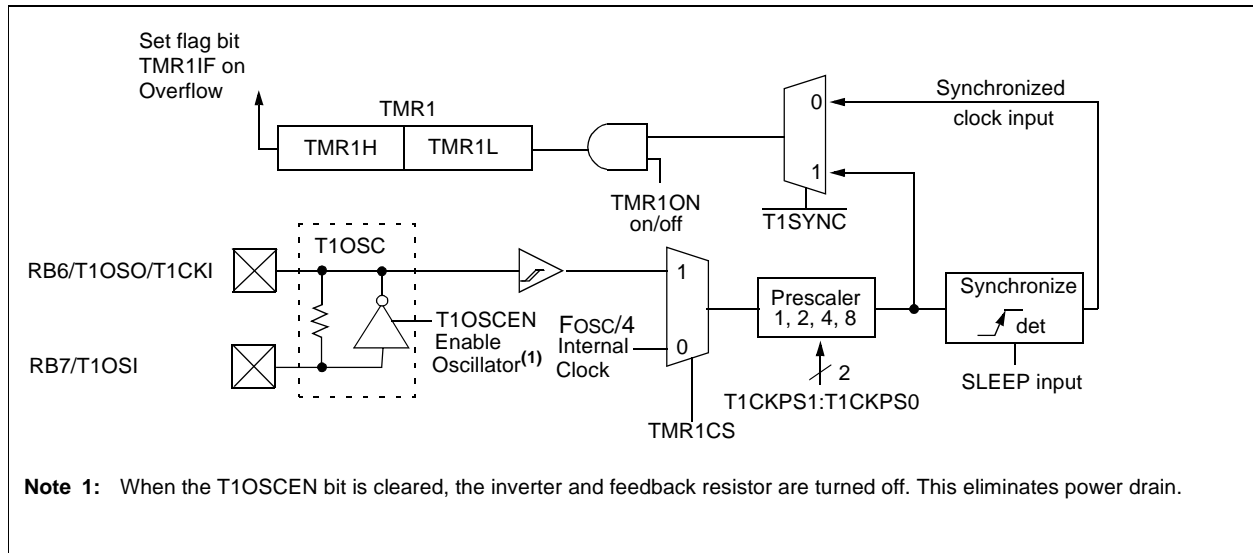 Set flag bit
TMR1IF on
Overflow
TMR1
TMR1H
TMR1L
TMR1ON
on/off
0
1
T1SYNC
Synchronized
clock input
RB6/T1OSO/T1CKI
RB7/T1OSI
T1OSC
T1OSCEN
Enable
Oscillator(1)
FOSC/4
Internal
Clock
1
0
TMR1CS
Prescaler
1, 2, 4, 8
2
T1CKPS1:T1CKPS0
Synchronize
det
SLEEP input
Note 1: When the T1OSCEN bit is cleared, the inverter and feedback resistor are turned off. This eliminates power drain.